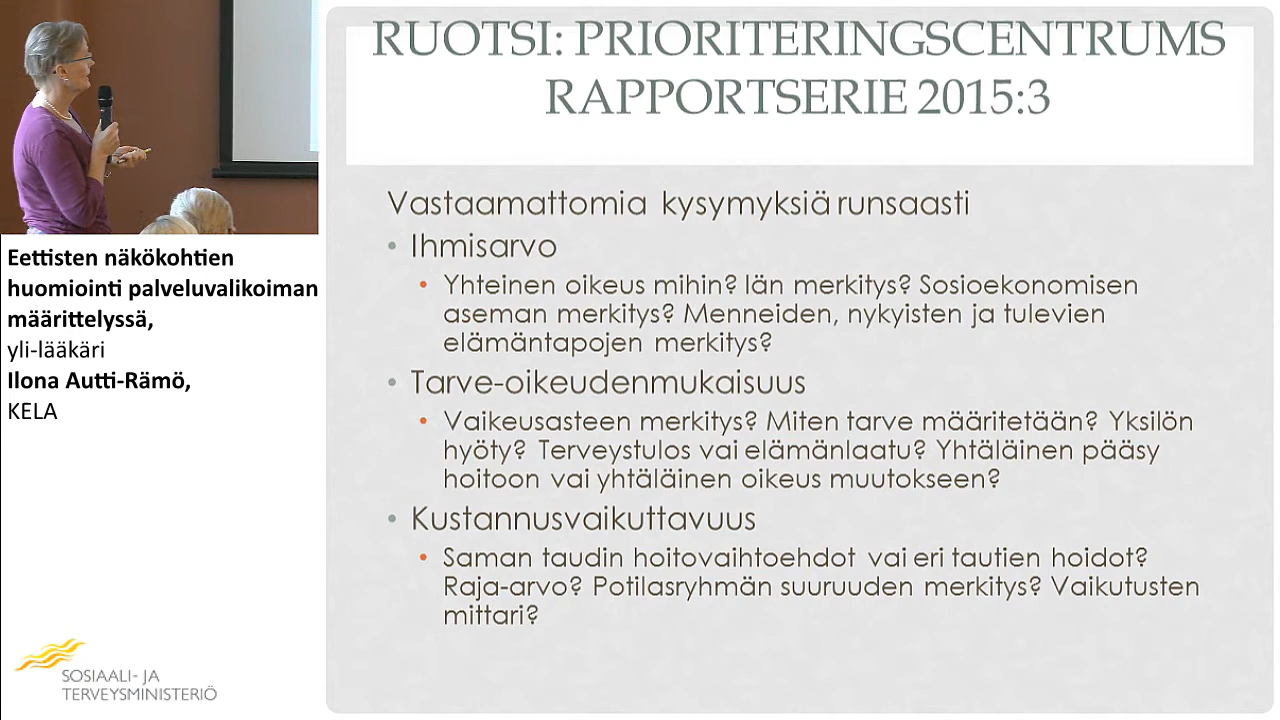 RUOTSI: PRIORITERINGSCENTRUMS
RAPPORTSERIE 2015:3
Vastaamattomia kysymyksiä runsaasti
• Ihmisarvo
• Yhteinen oikeus mihin? Iän merkitys? Sosioekonomisen
aseman merkitys? Menneiden, nykyisten ja tulevien
elämäntapojen merkitys?
• Tarve-oikeudenmukaisuus
• Vaikeusasteen merkitys? Miten tarve määritetään? Yksilön
hyöty? Terveystulos vai elämänlaatu? Yhtäläinen pääsy
hoitoon vai yhtäläinen oikeus muutokseen?
• Kustannusvaikuttavuus
• Saman taudin hoitovaihtoehdot vai eri tautien hoidot?
Raja-arvo? Potilasryhmän suuruuden merkitys? Vaikutusten
mittari?
Eettisten näkökohtien
huomiointi palveluvalikoiman
määrittelyssä,
yli-lääkäri
Ilona Autti-Rämö,
KELA
SOSIAALI- JA
TERVEYSMINISTERIÖ